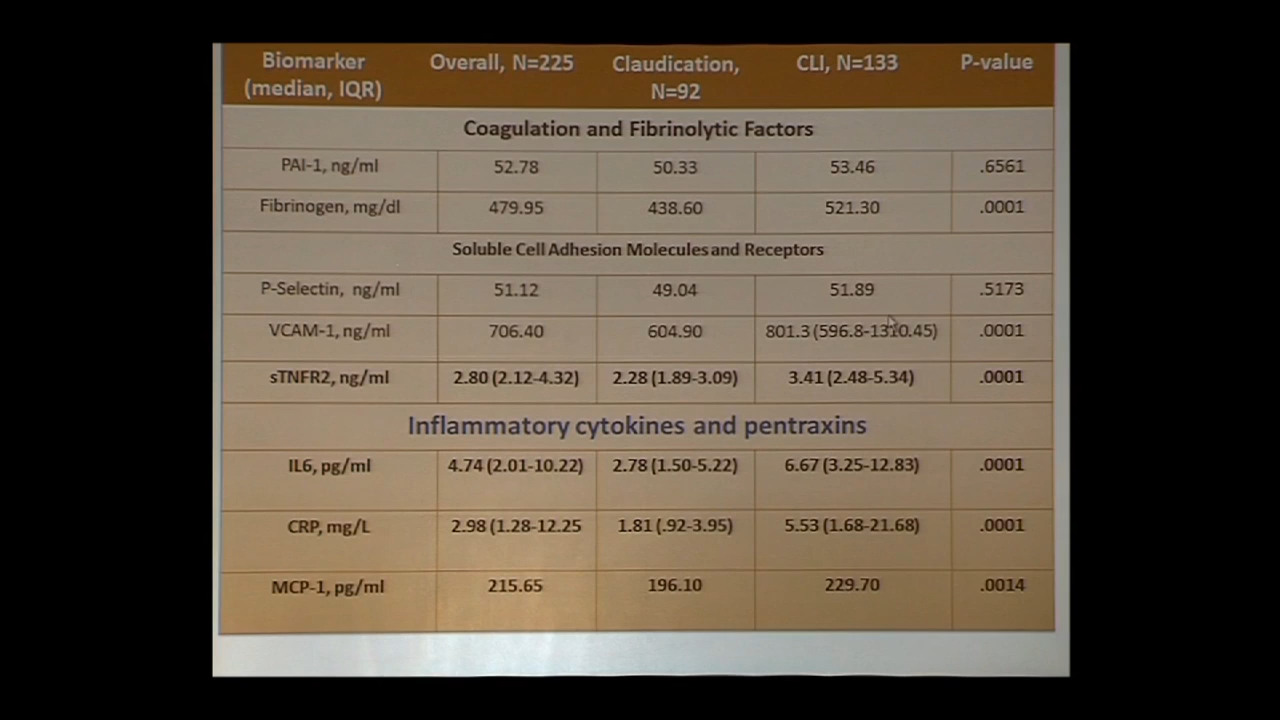 Biomarker (median, IQR) Overall, N=225 Claudication, N=92 CLI, N=133 P-value
Coagulation and Fibrinolytic Factors
PAI-1, ng/ml 52.78 50.33 53.46 .6561
Fibrinogen, mg/dl 479.95 438.60 521.30 .0001
Soluble Cell Adhesion Molecules and Receptors
P-Selectin, ng/ml 51.12 49.04 51.89 .5173
VCAM-1, ng/ml 706.40 604.90 801.3 (596.8-1310.45) .0001
sTNFR2, ng/ml 2.80 (2.12-4.32) 2.28 (1.89-3.09) 3.41 (2.48-5.34) .0001
Inflammatory cytokines and pentraxins
IL6, pg/ml 4.74 (2.01-10.22) 2.78 (1.50-5.22) 6.67 (3.25-12.83) .0001
CRP, mg/L 2.98 (1.28-12.25 1.81 (.92-3.95) 5.53 (1.68-21.68) .0001
MCP-1, pg/ml 215.65 196.10 229.70 .0014